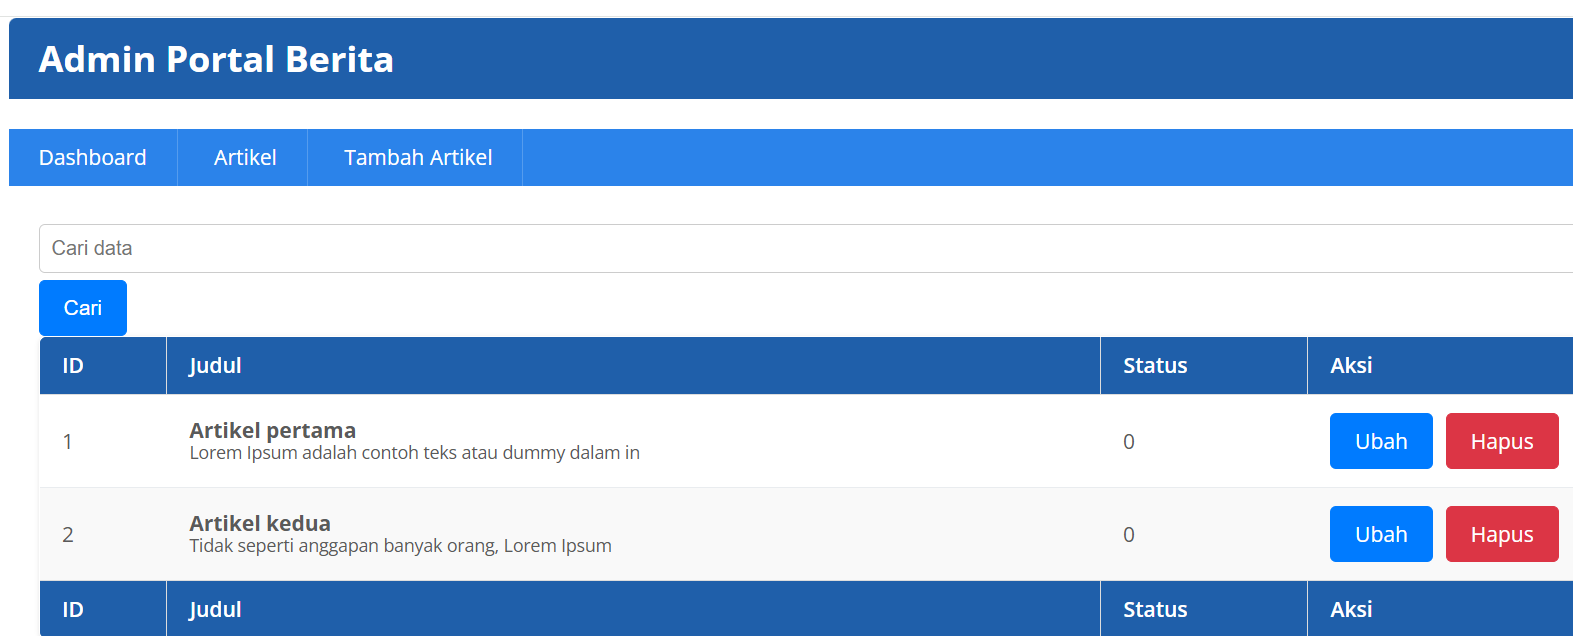 Admin Portal Berita
Dashboard Artikel Tambah Artikel
Cari data
Cari
ID Judul Status Aksi
1 Artikel pertama 0 Ubah Hapus
Lorem Ipsum adalah contoh teks atau dummy dalam in
2 Artikel kedua 0 Ubah Hapus
Tidak seperti anggapan banyak orang, Lorem Ipsum
ID Judul Status Aksi